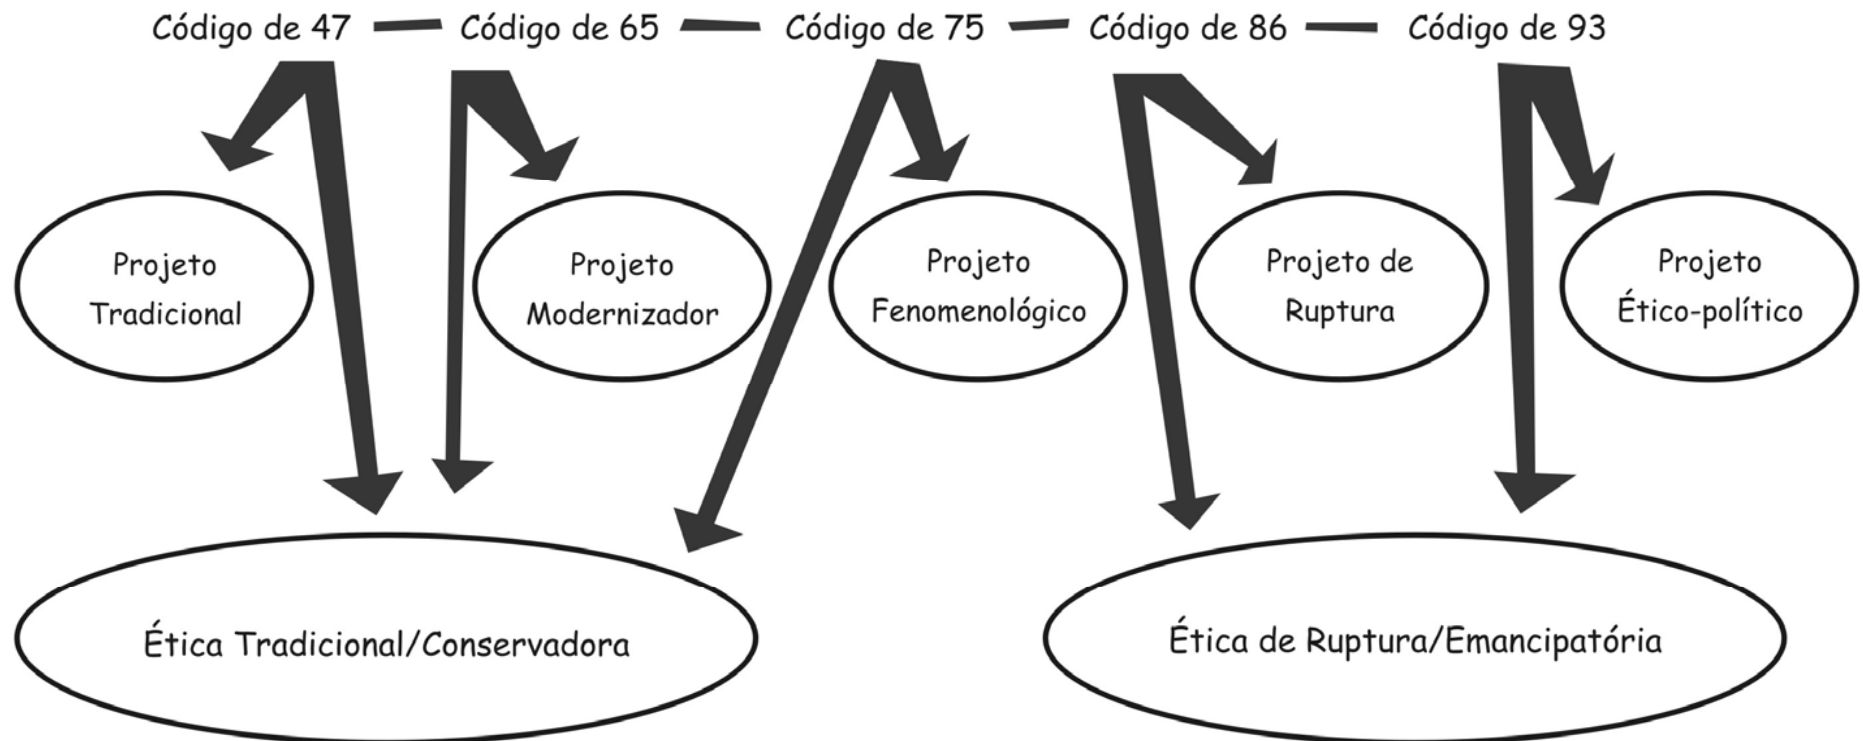 Código de 47 Código de 65 Código de 75 Código de 86 Código de 93
Projeto
Tradicional
Projeto
Modernizador
Projeto
Fenomenológico
Projeto de
Ruptura
Projeto
Ético-político
Ética Tradicional/Conservadora
Ética de Ruptura/Emancipatória